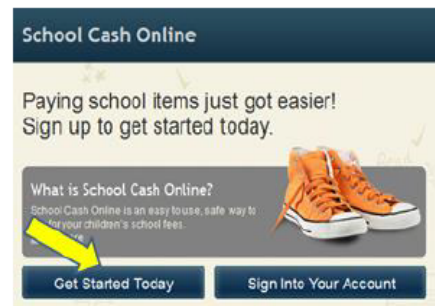 School Cash Online
Paying school items just got easier!
Sign up to get started today.
What is School Cash Online?
School Cash Online is an easy to use, safe way to
for your children's school fees.
Get Started Today
Sign Into Your Account